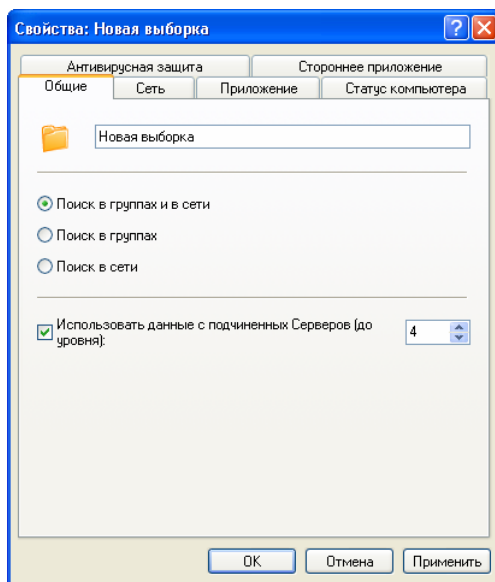 Свойства: Новая выборка
Антивирусная защита
Стороннее приложение
Общие
Сеть
Приложение
Статус компьютера
Новая выборка
Поиск в группах и в сети
Поиск в группах
Поиск в сети
Использовать данные с подчиненных Серверов (до
уровня):
4
OK
Отмена
Применить